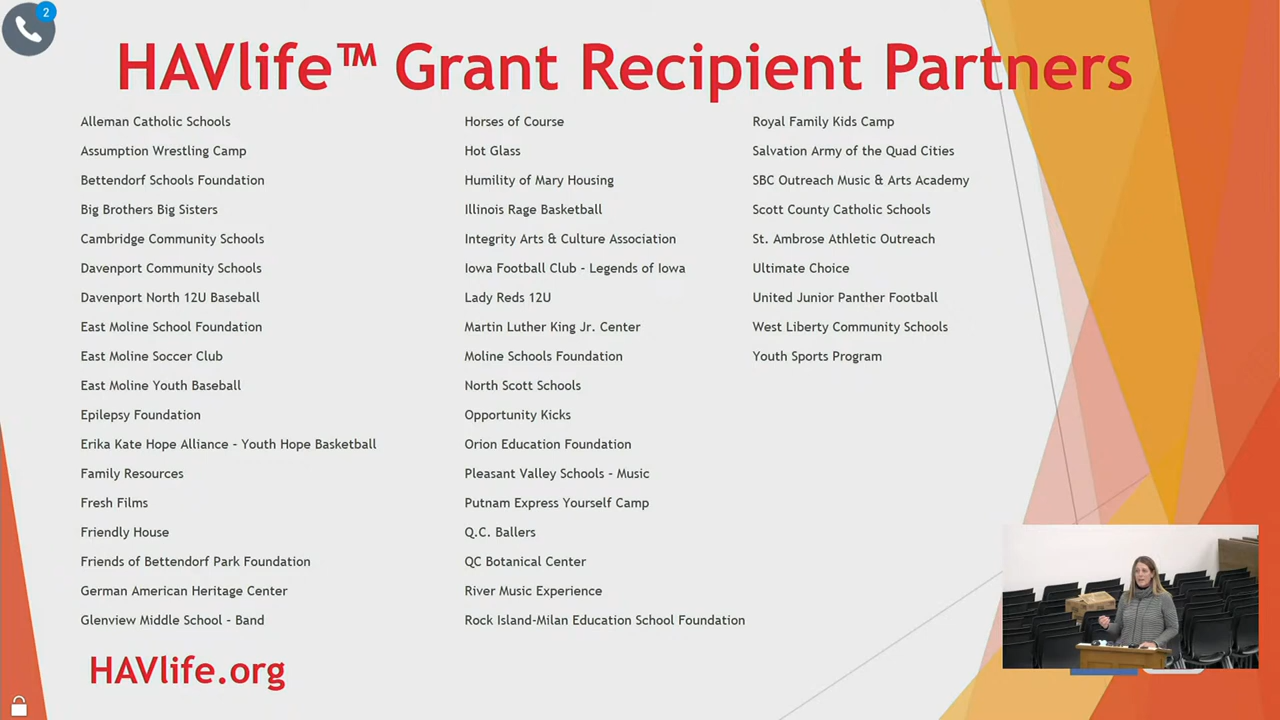 2
HAVlife™ Grant Recipient Partners
Alleman Catholic Schools
Assumption Wrestling Camp
Bettendorf Schools Foundation
Big Brothers Big Sisters
Cambridge Community Schools
Davenport Community Schools
Davenport North 12U Baseball
East Moline School Foundation
East Moline Soccer Club
East Moline Youth Baseball
Epilepsy Foundation
Erika Kate Hope Alliance – Youth Hope Basketball
Family Resources
Fresh Films
Friendly House
Friends of Bettendorf Park Foundation
German American Heritage Center
Glenview Middle School – Band
Horses of Course
Hot Glass
Humility of Mary Housing
Illinois Rage Basketball
Integrity Arts & Culture Association
Iowa Football Club – Legends of Iowa
Lady Reds 12U
Martin Luther King Jr. Center
Moline Schools Foundation
North Scott Schools
Opportunity Kicks
Orion Education Foundation
Pleasant Valley Schools – Music
Putnam Express Yourself Camp
Q.C. Ballers
QC Botanical Center
River Music Experience
Rock Island-Milan Education School Foundation
Royal Family Kids Camp
Salvation Army of the Quad Cities
SBC Outreach Music & Arts Academy
Scott County Catholic Schools
St. Ambrose Athletic Outreach
Ultimate Choice
United Junior Panther Football
West Liberty Community Schools
Youth Sports Program
HAVlife.org